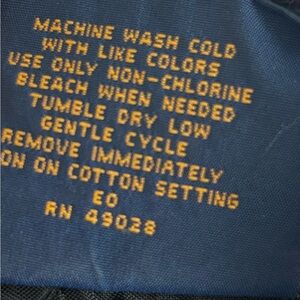 MACHINE WASH COLD
WITH LIKE COLORS
USE ONLY NON-CHLORINE
BLEACH WHEN NEEDED
TUMBLE DRY LOW
GENTLE CYCLE
REMOVE IMMEDIATELY
ON ON COTTON SETTING
EO
RN 49028